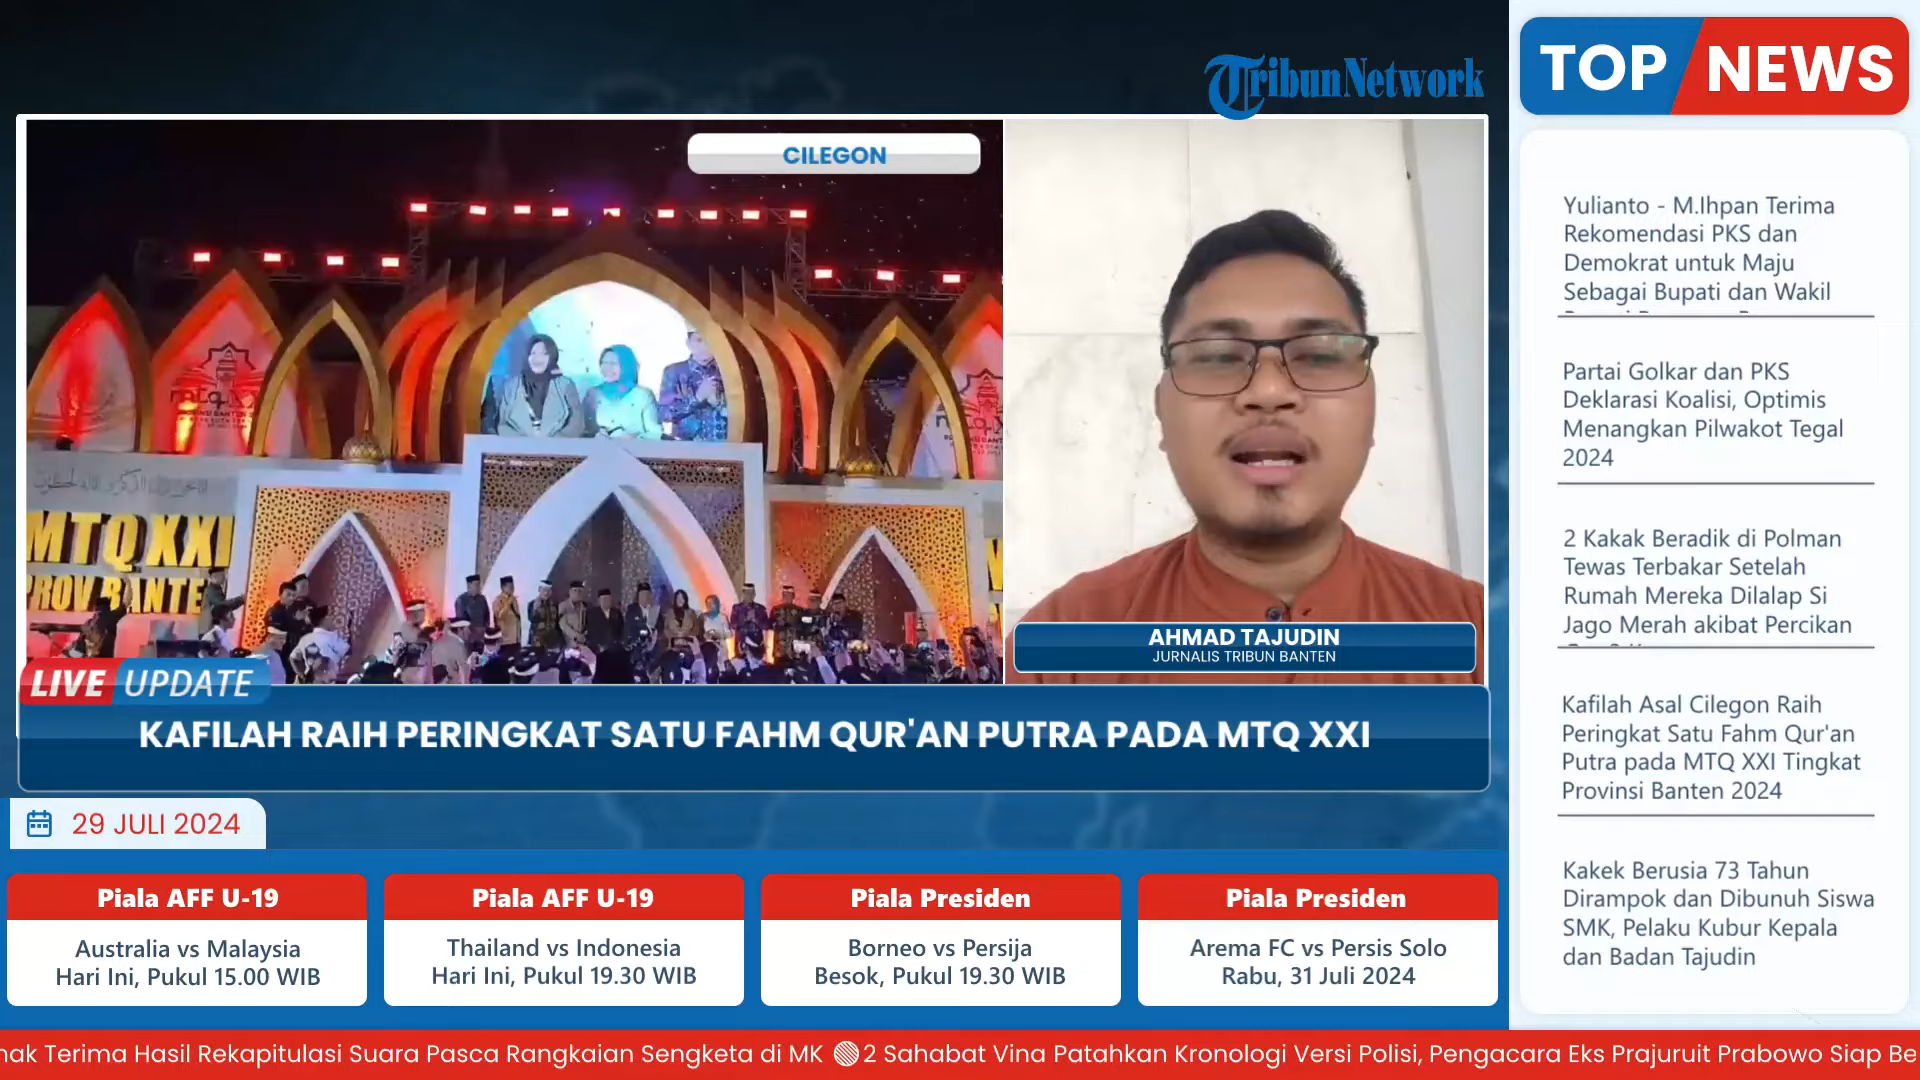 TribunNetwork
CILEGON
MTQ XXI
PROV BANTEN
AHMAD TAJUDIN
JURNALIS TRIBUN BANTEN
LIVE UPDATE
KAFILAH RAIH PERINGKAT SATU FAHM QUR'AN PUTRA PADA MTQ XXI
29 JULI 2024
Piala AFF U-19
Australia vs Malaysia
Hari Ini, Pukul 15.00 WIB
Piala AFF U-19
Thailand vs Indonesia
Hari Ini, Pukul 19.30 WIB
Piala Presiden
Borneo vs Persija
Besok, Pukul 19.30 WIB
Piala Presiden
Arema FC vs Persis Solo
Rabu, 31 Juli 2024
TOP NEWS
Yulianto - M.Ihpan Terima
Rekomendasi PKS dan
Demokrat untuk Maju
Sebagai Bupati dan Wakil
Partai Golkar dan PKS
Deklarasi Koalisi, Optimis
Menangkan Pilwakot Tegal
2024
2 Kakak Beradik di Polman
Tewas Terbakar Setelah
Rumah Mereka Dilalap Si
Jago Merah akibat Percikan
Kafilah Asal Cilegon Raih
Peringkat Satu Fahm Qur'an
Putra pada MTQ XXI Tingkat
Provinsi Banten 2024
Kakek Berusia 73 Tahun
Dirampok dan Dibunuh Siswa
SMK, Pelaku Kubur Kepala
dan Badan Tajudin
nak Terima Hasil Rekapitulasi Suara Pasca Rangkaian Sengketa di MK 2 Sahabat Vina Patahkan Kronologi Versi Polisi, Pengacara Eks Prajuruit Prabowo Siap Be